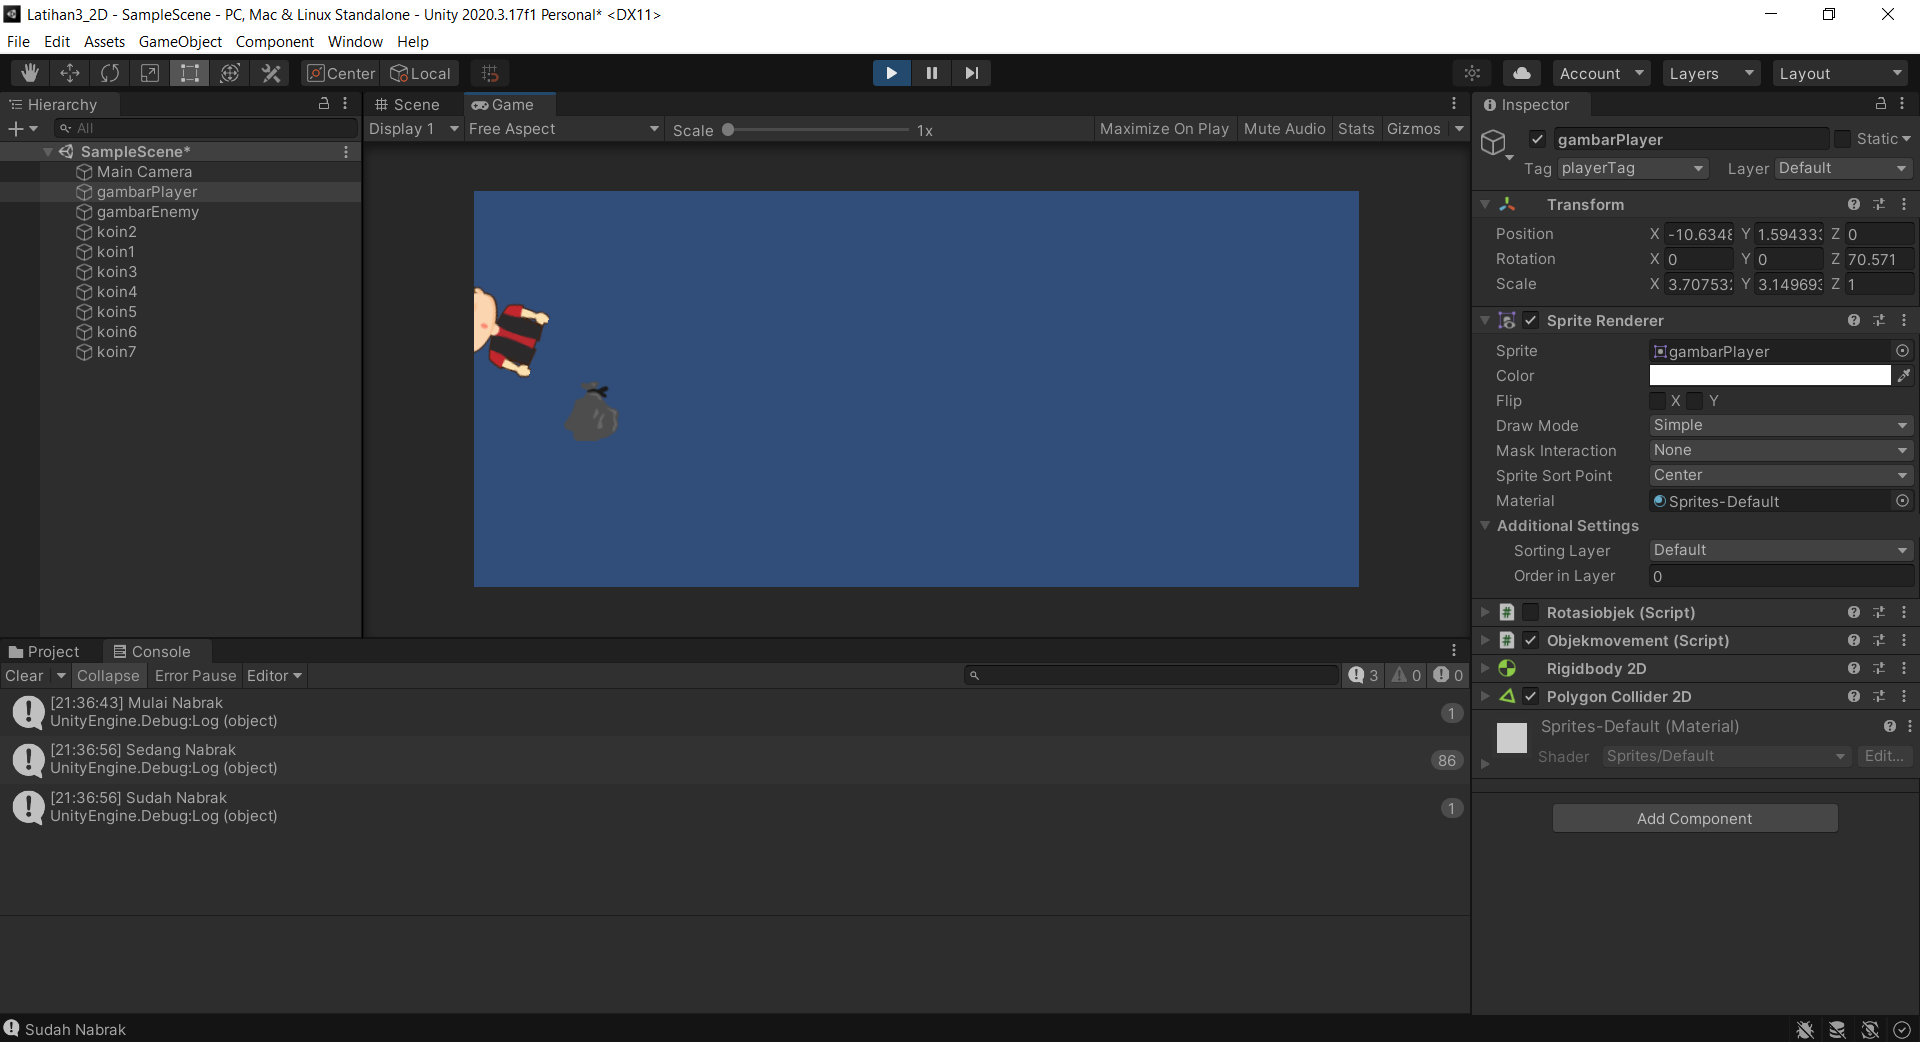 Latihan3_2D - SampleScene - PC, Mac & Linux Standalone - Unity 2020.3.17f1 Personal* <DX11>
File Edit Assets GameObject Component Window Help
Center Local Account Layers Layout
Hierarchy
All
SampleScene*
Main Camera
gambarPlayer
gambarEnemy
koin2
koin1
koin3
koin4
koin5
koin6
koin7
Scene Game
Display 1 Free Aspect Scale 1x Maximize On Play Mute Audio Stats Gizmos
Inspector
gambarPlayer Static
Tag playerTag Layer Default
Transform
Position X -10.6348 Y 1.594333 Z 0
Rotation X 0 Y 0 Z 70.571
Scale X 3.707532 Y 3.149693 Z 1
Sprite Renderer
Sprite gambarPlayer
Color
Flip X Y
Draw Mode Simple
Mask Interaction None
Sprite Sort Point Center
Material Sprites-Default
Additional Settings
Sorting Layer Default
Order in Layer 0
# Rotasiobjek (Script)
# Objekmovement (Script)
Rigidbody 2D
Polygon Collider 2D
Sprites-Default (Material)
Shader Sprites/Default Edit...
Add Component
Project Console
Clear Collapse Error Pause Editor 3 0 0
[21:36:43] Mulai Nabrak
UnityEngine.Debug:Log (object)
1
[21:36:56] Sedang Nabrak
UnityEngine.Debug:Log (object)
86
[21:36:56] Sudah Nabrak
UnityEngine.Debug:Log (object)
1
Sudah Nabrak